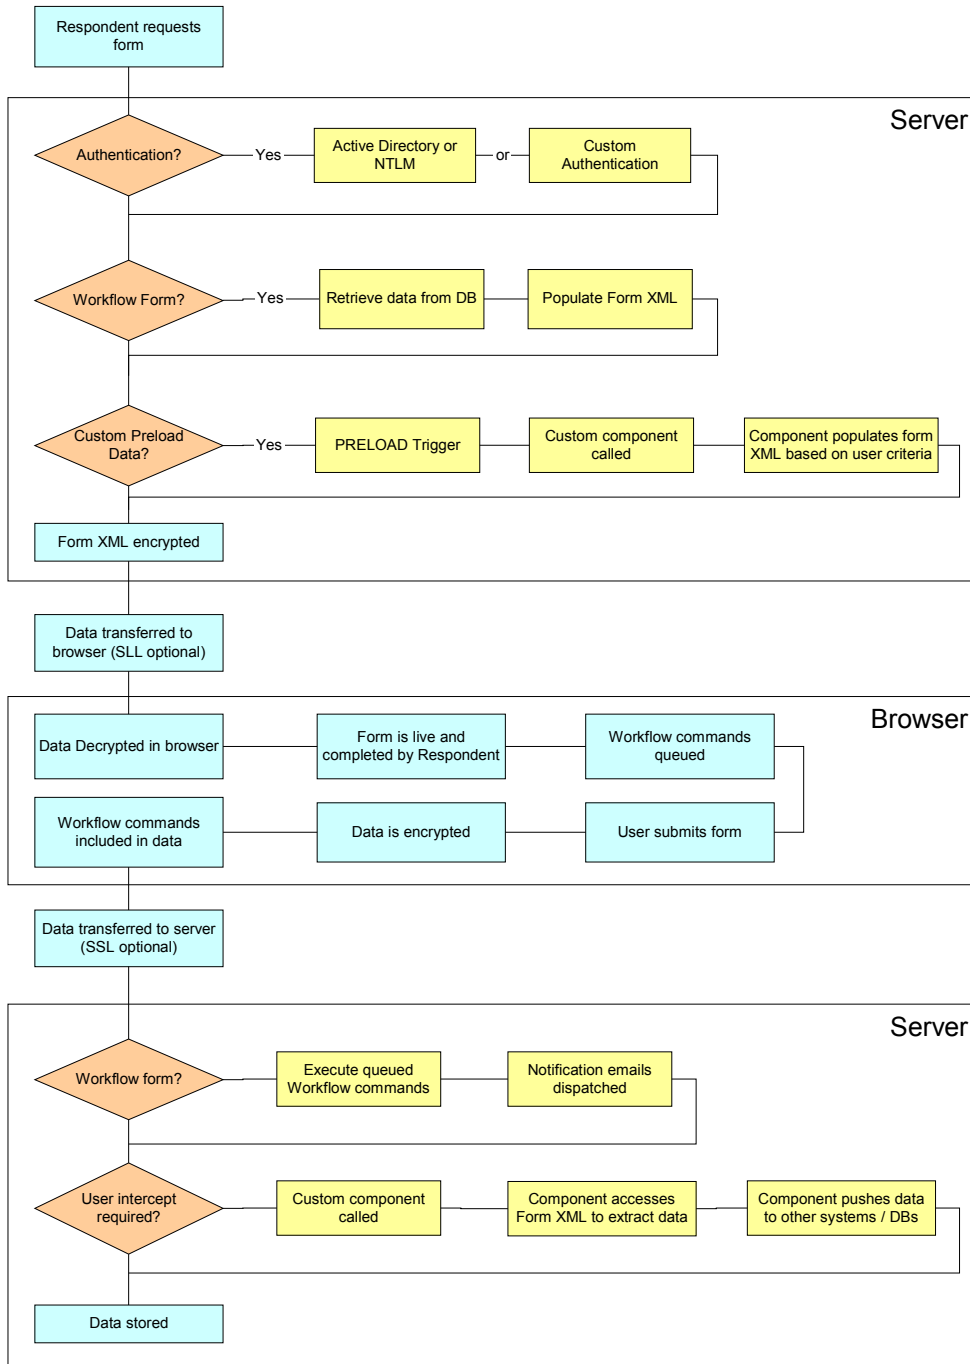 Respondent requests
form
Server
Authentication?
Yes
Active Directory or
NTLM
or
Custom
Authentication
Workflow Form?
Yes
Retrieve data from DB
Populate Form XML
Custom Preload
Data?
Yes
PRELOAD Trigger
Custom component
called
Component populates form
XML based on user criteria
Form XML encrypted
Data transferred to
browser (SLL optional)
Browser
Data Decrypted in browser
Form is live and
completed by Respondent
Workflow commands
queued
Workflow commands
included in data
Data is encrypted
User submits form
Data transferred to server
(SSL optional)
Server
Workflow form?
Execute queued
Workflow commands
Notification emails
dispatched
User intercept
required?
Custom component
called
Component accesses
Form XML to extract data
Component pushes data
to other systems / DBs
Data stored